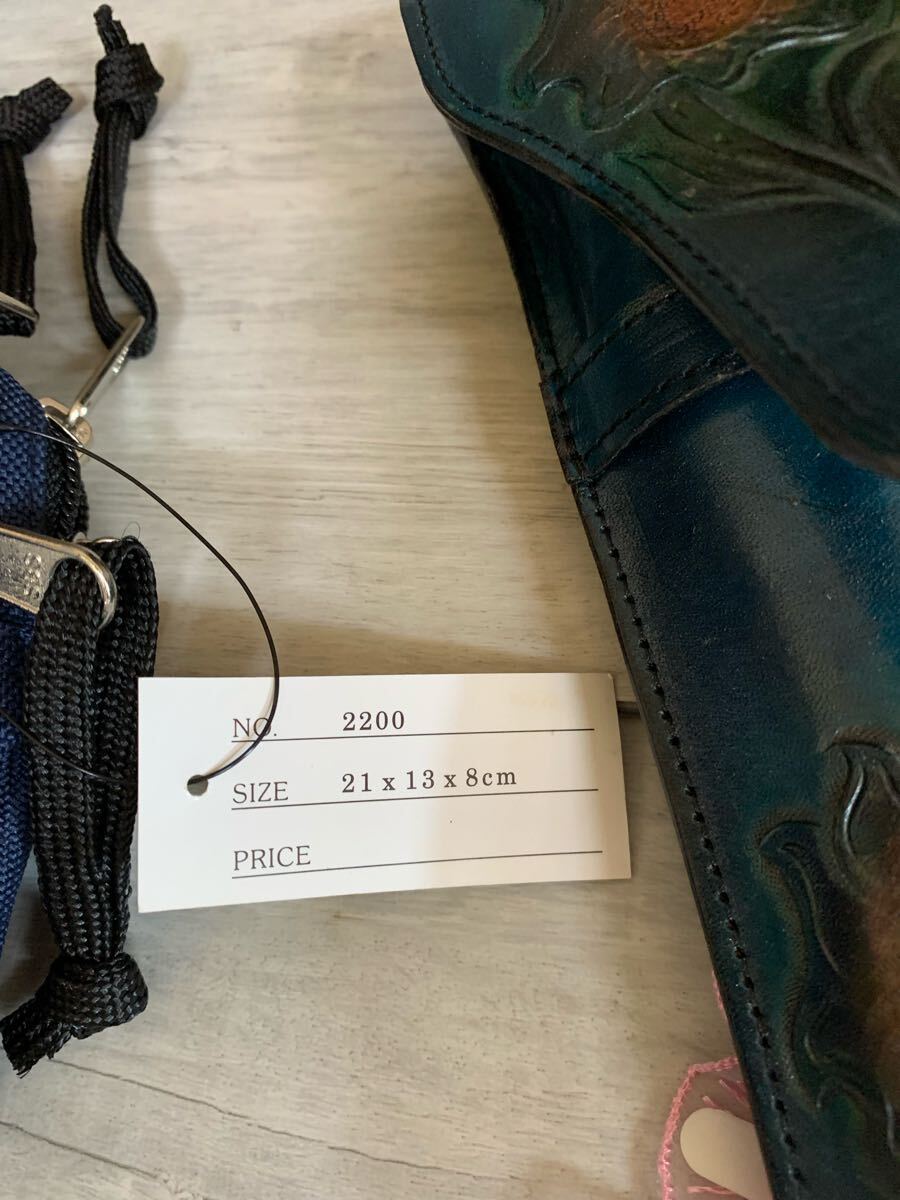 NO. 2200
SIZE 21 x 13 x 8cm
PRICE